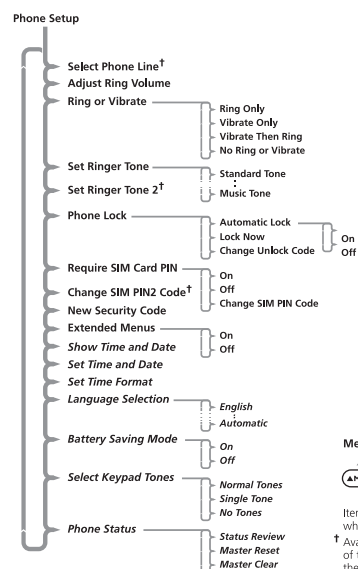 Phone Setup
Select Phone Line†
Adjust Ring Volume
Ring or Vibrate
Ring Only
Vibrate Only
Vibrate Then Ring
No Ring or Vibrate
Set Ringer Tone
Standard Tone
Set Ringer Tone 2†
Music Tone
Phone Lock
Automatic Lock
On
Off
Lock Now
Change Unlock Code
Require SIM Card PIN
On
Off
Change SIM PIN Code
Change SIM PIN2 Code†
New Security Code
Extended Menus
On
Off
Show Time and Date
Set Time and Date
Set Time Format
Language Selection
English
Automatic
Battery Saving Mode
On
Off
Select Keypad Tones
Normal Tones
Single Tone
No Tones
Phone Status
Status Review
Master Reset
Master Clear